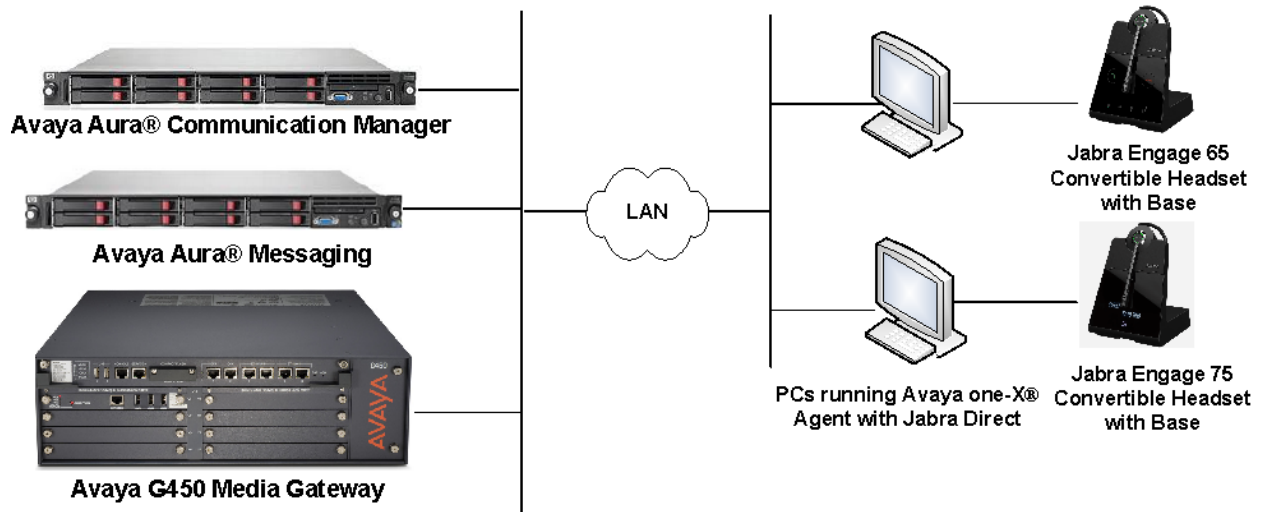 Avaya Aura® Communication Manager
Avaya Aura® Messaging
G450
AVAYA
Avaya G450 Media Gateway
LAN
Jabra Engage 65
Convertible Headset
with Base
PCs running Avaya one-X®
Agent with Jabra Direct
Jabra Engage 75
Convertible Headset
with Base